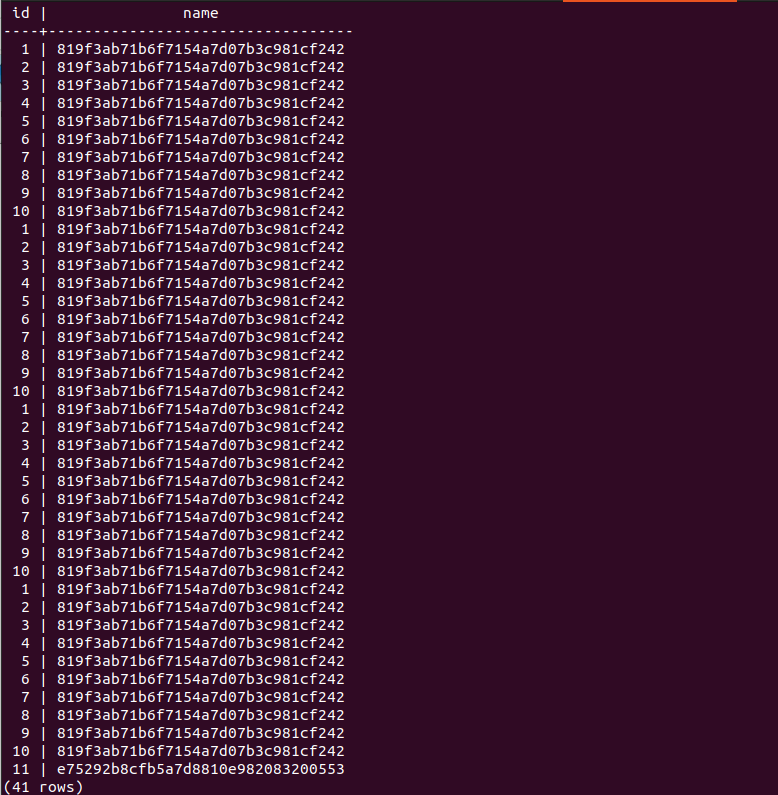 id |               name
----+----------------------------------
  1 | 819f3ab71b6f7154a7d07b3c981cf242
  2 | 819f3ab71b6f7154a7d07b3c981cf242
  3 | 819f3ab71b6f7154a7d07b3c981cf242
  4 | 819f3ab71b6f7154a7d07b3c981cf242
  5 | 819f3ab71b6f7154a7d07b3c981cf242
  6 | 819f3ab71b6f7154a7d07b3c981cf242
  7 | 819f3ab71b6f7154a7d07b3c981cf242
  8 | 819f3ab71b6f7154a7d07b3c981cf242
  9 | 819f3ab71b6f7154a7d07b3c981cf242
 10 | 819f3ab71b6f7154a7d07b3c981cf242
  1 | 819f3ab71b6f7154a7d07b3c981cf242
  2 | 819f3ab71b6f7154a7d07b3c981cf242
  3 | 819f3ab71b6f7154a7d07b3c981cf242
  4 | 819f3ab71b6f7154a7d07b3c981cf242
  5 | 819f3ab71b6f7154a7d07b3c981cf242
  6 | 819f3ab71b6f7154a7d07b3c981cf242
  7 | 819f3ab71b6f7154a7d07b3c981cf242
  8 | 819f3ab71b6f7154a7d07b3c981cf242
  9 | 819f3ab71b6f7154a7d07b3c981cf242
 10 | 819f3ab71b6f7154a7d07b3c981cf242
  1 | 819f3ab71b6f7154a7d07b3c981cf242
  2 | 819f3ab71b6f7154a7d07b3c981cf242
  3 | 819f3ab71b6f7154a7d07b3c981cf242
  4 | 819f3ab71b6f7154a7d07b3c981cf242
  5 | 819f3ab71b6f7154a7d07b3c981cf242
  6 | 819f3ab71b6f7154a7d07b3c981cf242
  7 | 819f3ab71b6f7154a7d07b3c981cf242
  8 | 819f3ab71b6f7154a7d07b3c981cf242
  9 | 819f3ab71b6f7154a7d07b3c981cf242
 10 | 819f3ab71b6f7154a7d07b3c981cf242
  1 | 819f3ab71b6f7154a7d07b3c981cf242
  2 | 819f3ab71b6f7154a7d07b3c981cf242
  3 | 819f3ab71b6f7154a7d07b3c981cf242
  4 | 819f3ab71b6f7154a7d07b3c981cf242
  5 | 819f3ab71b6f7154a7d07b3c981cf242
  6 | 819f3ab71b6f7154a7d07b3c981cf242
  7 | 819f3ab71b6f7154a7d07b3c981cf242
  8 | 819f3ab71b6f7154a7d07b3c981cf242
  9 | 819f3ab71b6f7154a7d07b3c981cf242
 10 | 819f3ab71b6f7154a7d07b3c981cf242
 11 | e75292b8cfb5a7d8810e982083200553
(41 rows)